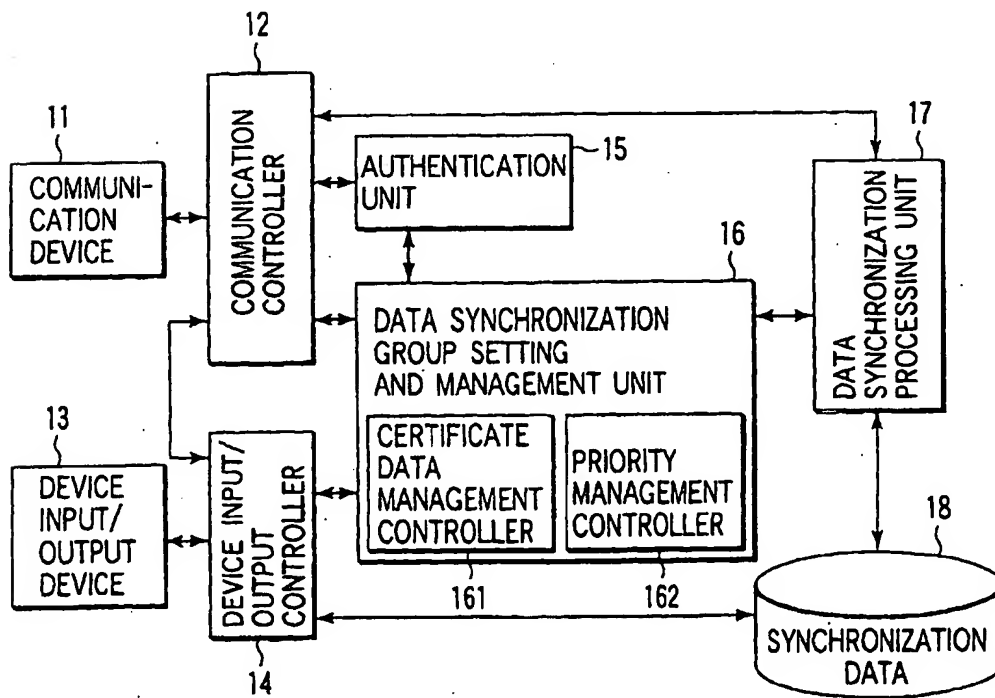 12
11
COMMUNI-
CATION
DEVICE
COMMUNICATION
CONTROLLER
15
AUTHENTICATION
UNIT
17
DATA
SYNCHRONIZATION
PROCESSING UNIT
16
DATA SYNCHRONIZATION
GROUP SETTING
AND MANAGEMENT UNIT
CERTIFICATE
DATA
MANAGEMENT
CONTROLLER
PRIORITY
MANAGEMENT
CONTROLLER
161
162
13
DEVICE
INPUT/
OUTPUT
DEVICE
DEVICE INPUT/
OUTPUT
CONTROLLER
14
18
SYNCHRONIZATION
DATA